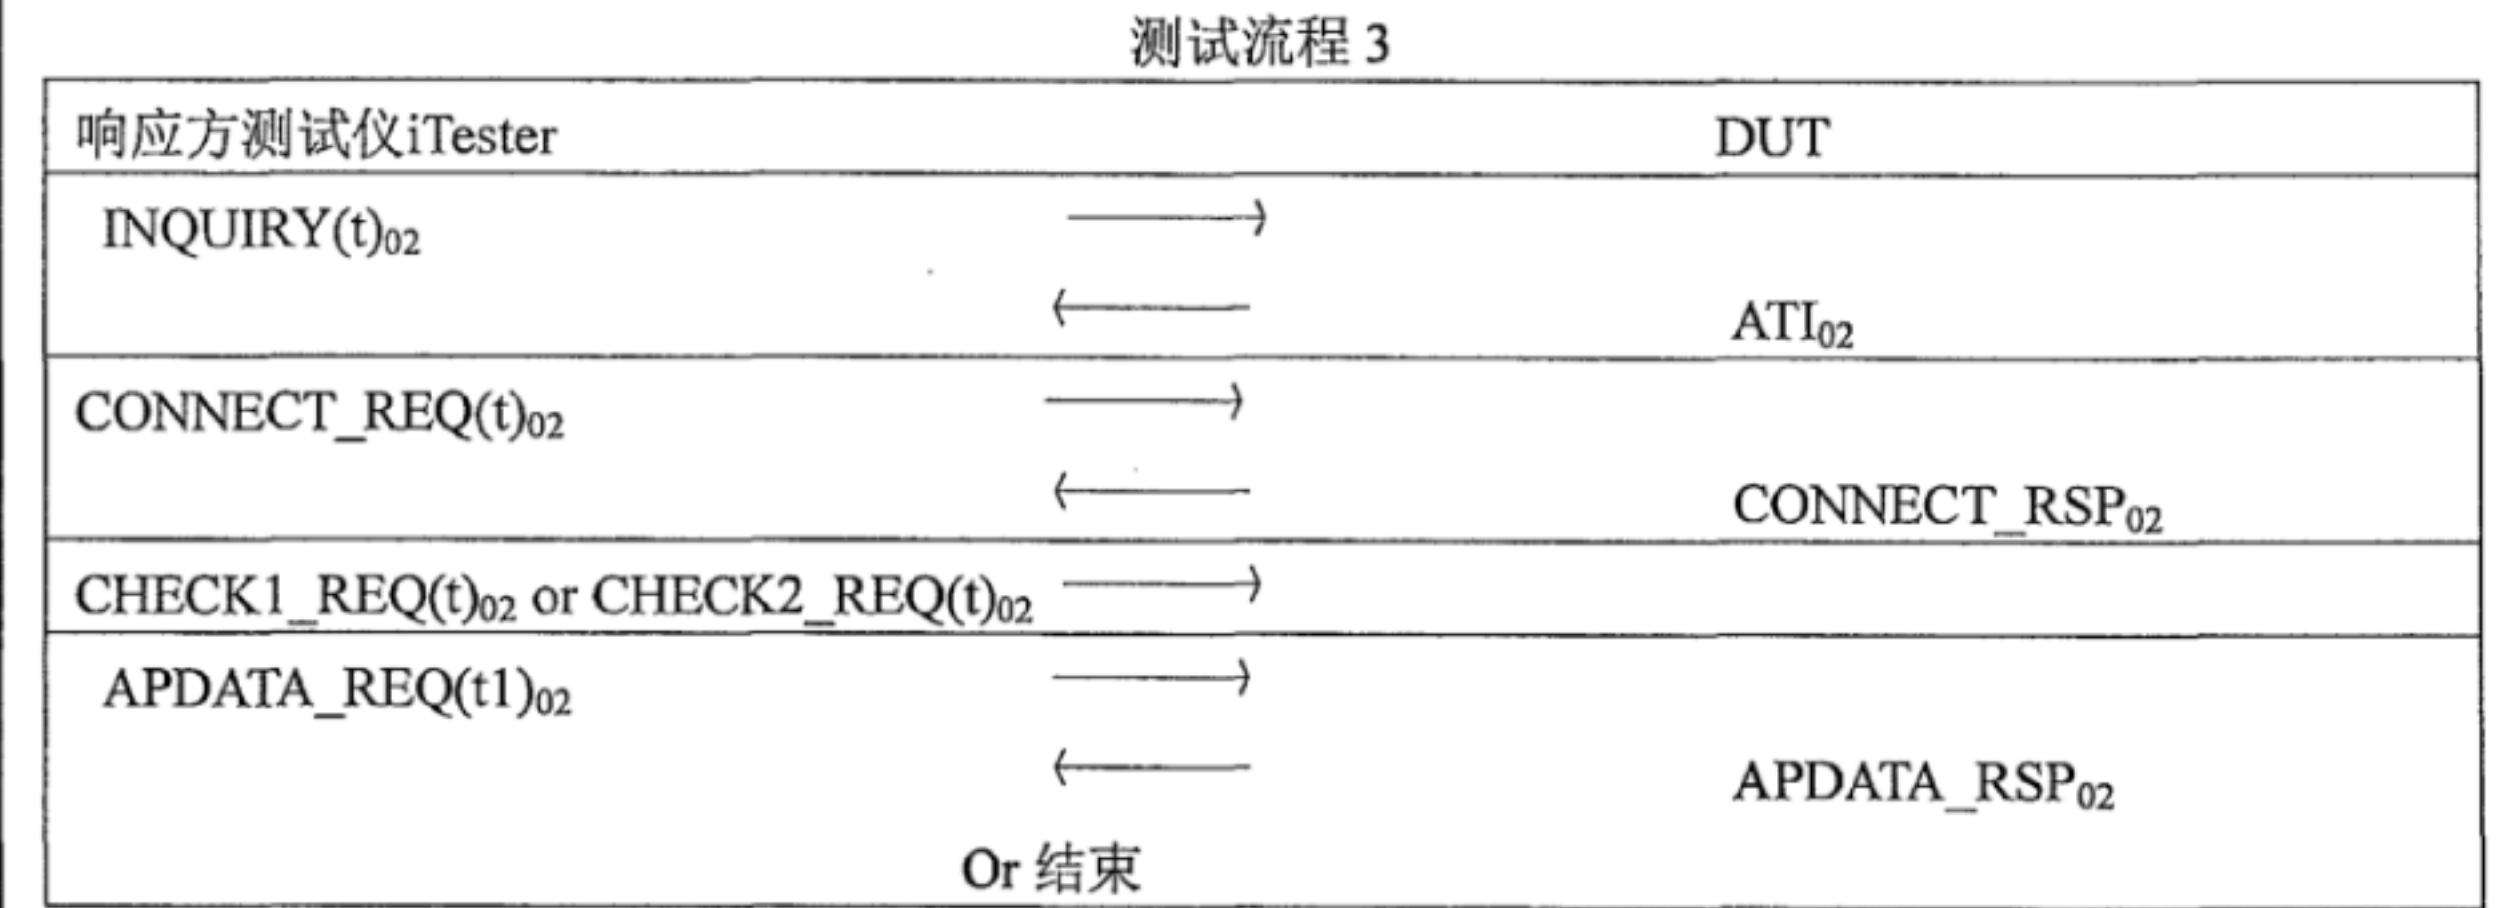 测试流程 3
响应方测试仪iTester DUT
INQUIRY(t)₀₂
ATI₀₂
CONNECT_REQ(t)₀₂
CONNECT_RSP₀₂
CHECK1_REQ(t)₀₂ or CHECK2_REQ(t)₀₂
APDATA_REQ(t1)₀₂
APDATA_RSP₀₂
Or 结束